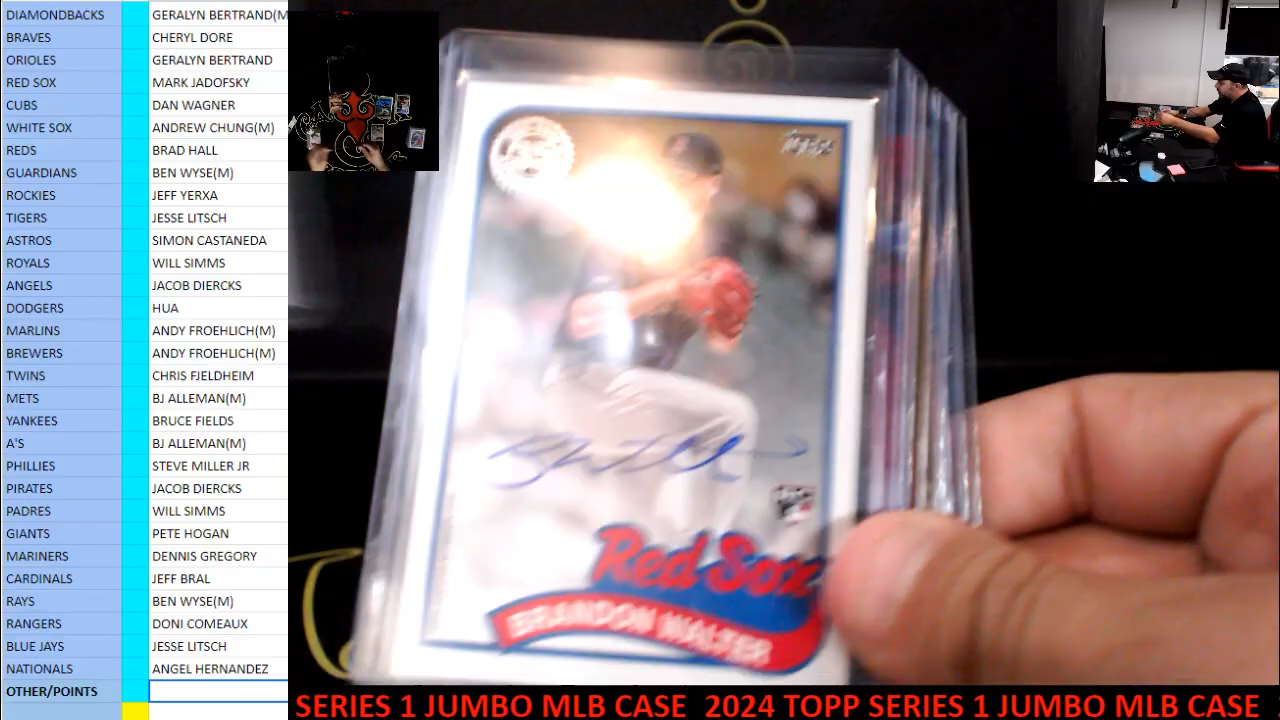 DIAMONDBACKS GERALYN BERTRAND(M
BRAVES CHERYL DORE
ORIOLES GERALYN BERTRAND
RED SOX MARK JADOFSKY
CUBS DAN WAGNER
WHITE SOX ANDREW CHUNG(M)
REDS BRAD HALL
GUARDIANS BEN WYSE(M)
ROCKIES JEFF YERXA
TIGERS JESSE LITSCH
ASTROS SIMON CASTANEDA
ROYALS WILL SIMMS
ANGELS JACOB DIERCKS
DODGERS HUA
MARLINS ANDY FROEHLICH(M)
BREWERS ANDY FROEHLICH(M)
TWINS CHRIS FJELDHEIM
METS BJ ALLEMAN(M)
YANKEES BRUCE FIELDS
A'S BJ ALLEMAN(M)
PHILLIES STEVE MILLER JR
PIRATES JACOB DIERCKS
PADRES WILL SIMMS
GIANTS PETE HOGAN
MARINERS DENNIS GREGORY
CARDINALS JEFF BRAL
RAYS BEN WYSE(M)
RANGERS DONI COMEAUX
BLUE JAYS JESSE LITSCH
NATIONALS ANGEL HERNANDEZ
OTHER/POINTS
Topps
Red Sox
BRANDON WALTER
SERIES 1 JUMBO MLB CASE 2024 TOPP SERIES 1 JUMBO MLB CASE